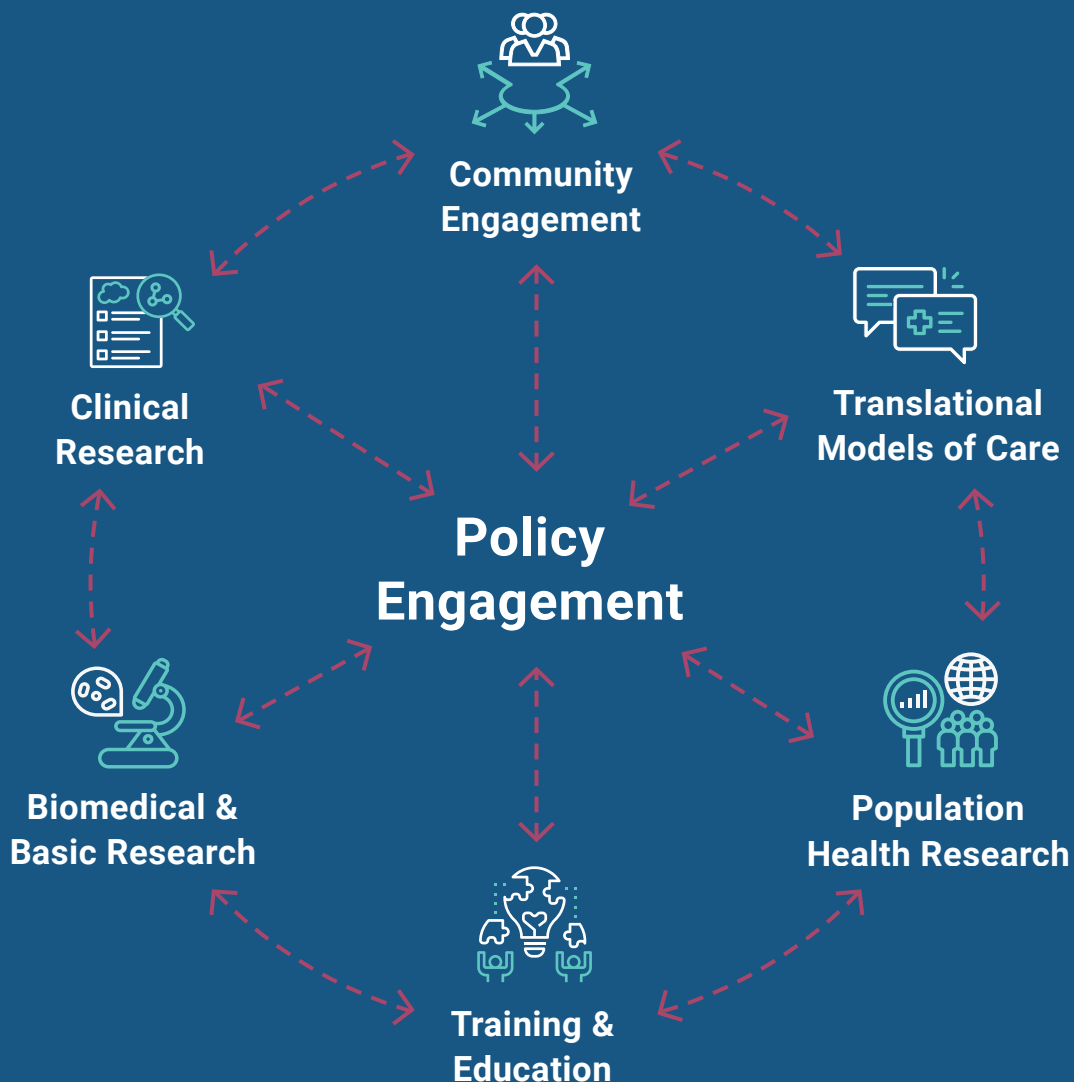 Community
Engagement
Clinical
Research
Translational
Models of Care
Policy
Engagement
Biomedical &
Basic Research
Population
Health Research
Training &
Education